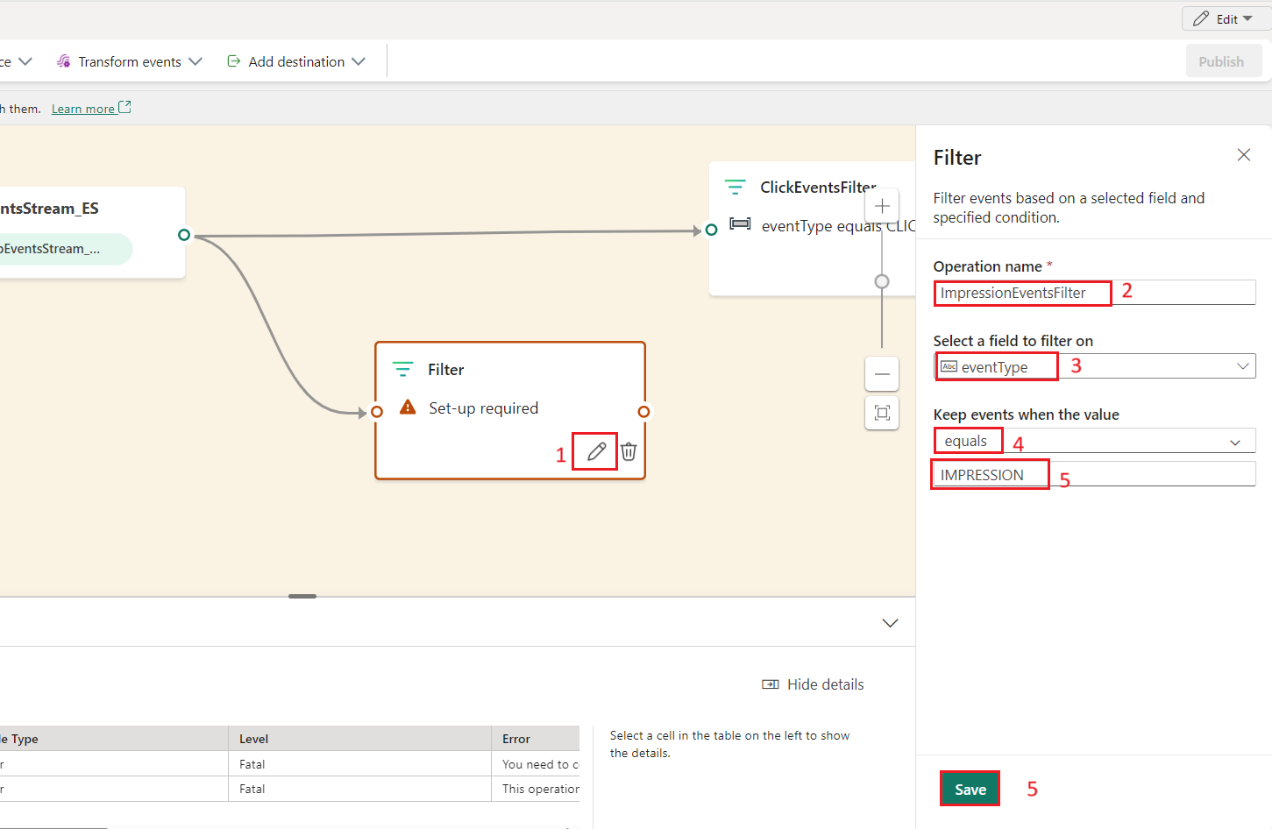 Edit
ce
Transform events
Add destination
Publish
h them. Learn more
ntsStream_ES
bEventsStream_...
ClickEventsFilter
eventType equals CLIC
Filter
Set-up required
1
Filter
Filter events based on a selected field and
specified condition.
Operation name *
ImpressionEventsFilter
2
Select a field to filter on
Abc eventType
3
Keep events when the value
equals
4
IMPRESSION
5
Hide details
le Type
Level
Error
r
Fatal
You need to c
r
Fatal
This operation
Select a cell in the table on the left to show
the details.
Save
5